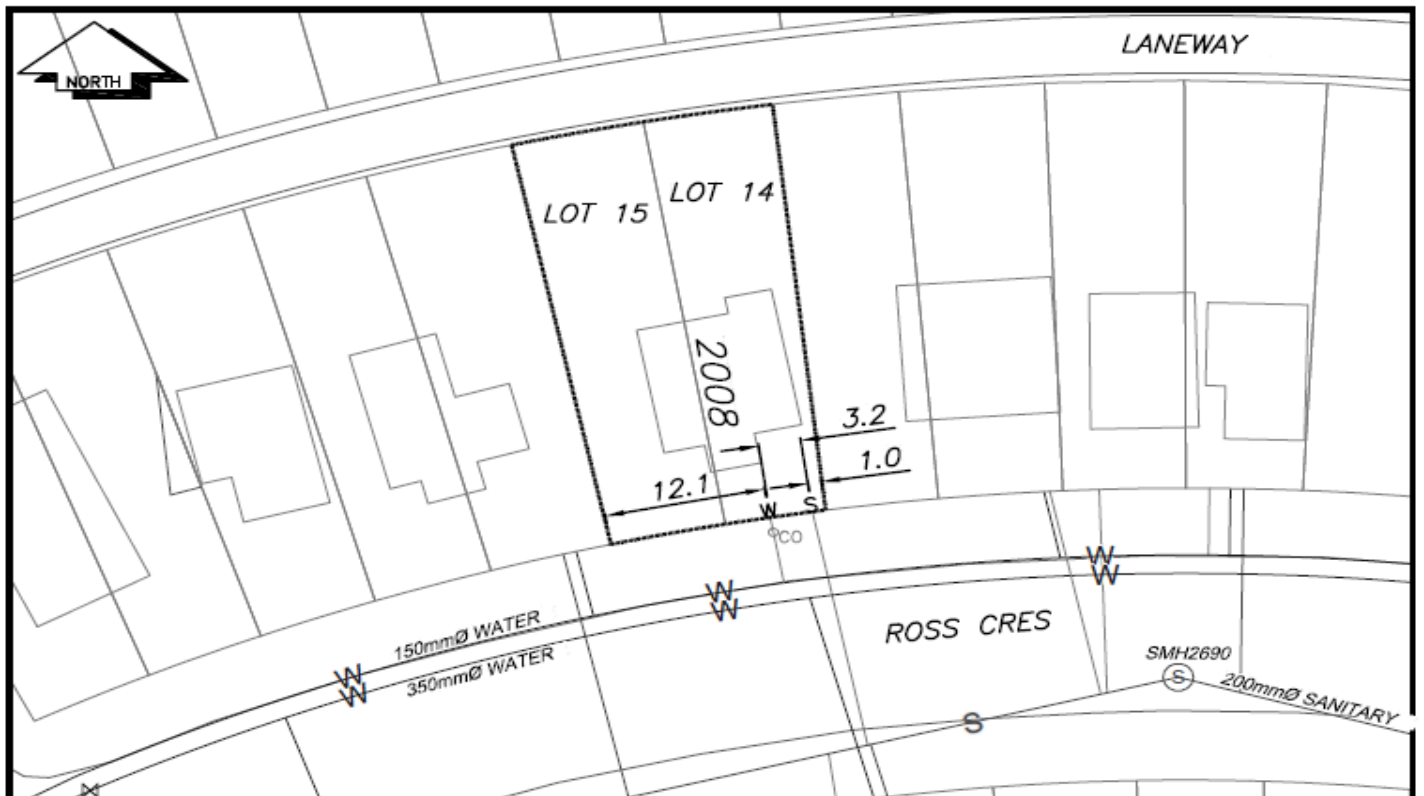 LANEWAY
NORTH
LOT 14
LOT 15
2008
3.2
1.0
12.1
W S
CO
W
W
W
W
ROSS CRES
150mmØ WATER
SMH2690
350mmØ WATER
W
W
S
200mmØ SANITARY
S